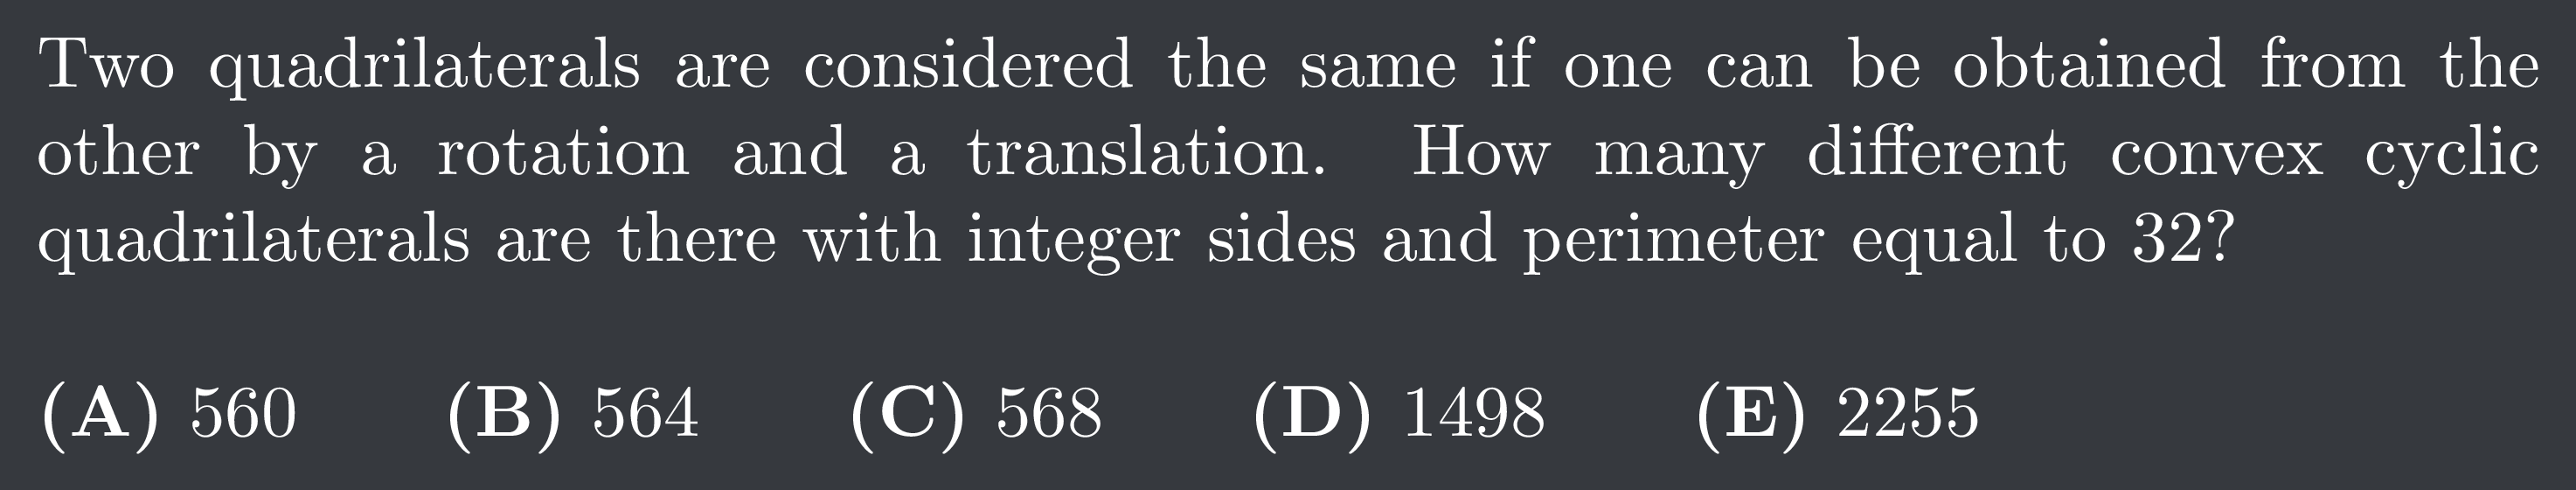 Two quadrilaterals are considered the same if one can be obtained from the
other by a rotation and a translation. How many different convex cyclic
quadrilaterals are there with integer sides and perimeter equal to 32?
(A) 560 (B) 564 (C) 568 (D) 1498 (E) 2255